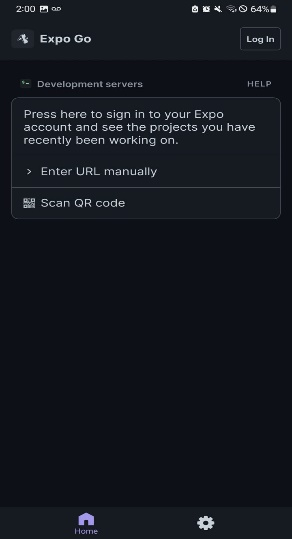 2:00 64%
Expo Go
Log In
Development servers
HELP
Press here to sign in to your Expo
account and see the projects you have
recently been working on.
Enter URL manually
Scan QR code
Home